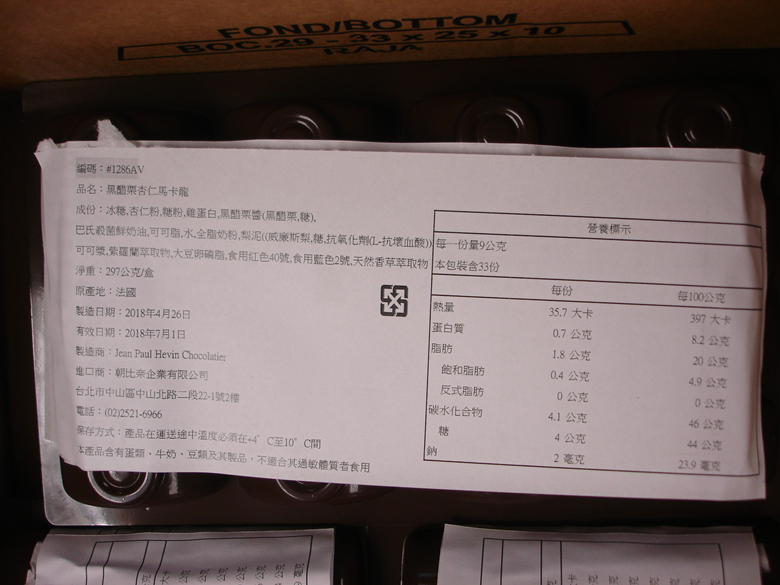 FOND/BOTTOM
BOC.29 - 33 x 25 x 10
RAJA
編碼：#1286AV
品名：黑醋栗杏仁馬卡龍
成份：冰糖,杏仁粉,糖粉,雞蛋白,黑醋栗醬(黑醋栗,糖),
巴氏殺菌鮮奶油,可可脂,水,全脂奶粉,梨泥((威廉斯梨,糖,抗氧化劑(L-抗壞血酸))
可可漿,紫羅蘭萃取物,大豆卵磷脂,食用紅色40號,食用藍色2號,天然香草萃取物
淨重：297公克/盒
原產地：法國
製造日期：2018年4月26日
有效日期：2018年7月1日
製造商：Jean Paul Hevin Chocolatier
進口商：朝比奈企業有限公司
台北市中山區中山北路二段22-1號2樓
電話：(02)2521-6966
保存方式：產品在運送途中溫度必須在+4°C至10°C間
本產品含有蛋類、牛奶、豆類及其製品，不適合其過敏體質者食用
營養標示
每一份量9公克
本包裝含33份
每份 每100公克
熱量 35.7 大卡 397 大卡
蛋白質 0.7 公克 8.2 公克
脂肪 1.8 公克 20 公克
飽和脂肪 0.4 公克 4.9 公克
反式脂肪 0 公克 0 公克
碳水化合物 4.1 公克 46 公克
糖 4 公克 44 公克
鈉 2 毫克 23.9 毫克